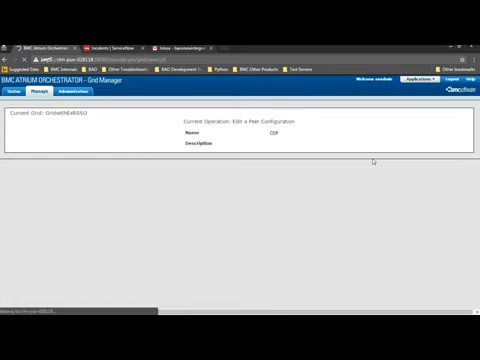 BMC Atrium Orchestrator
Incidents | ServiceNow
Suggested Sites
BMC Internals
BAO
Other Troubleshootin
BAO Development T
Python
BMC Other Products
Test Servers
Other bookmarks
BMC ATRIUM ORCHESTRATOR - Grid Manager
Welcome aoadmin
Applications
Logout
Help
Status
Manage
Administration
bmcsoftware
Current Grid: GridwithExRSSO
Current Operation: Edit a Peer Configuration
Name
CDP
Description